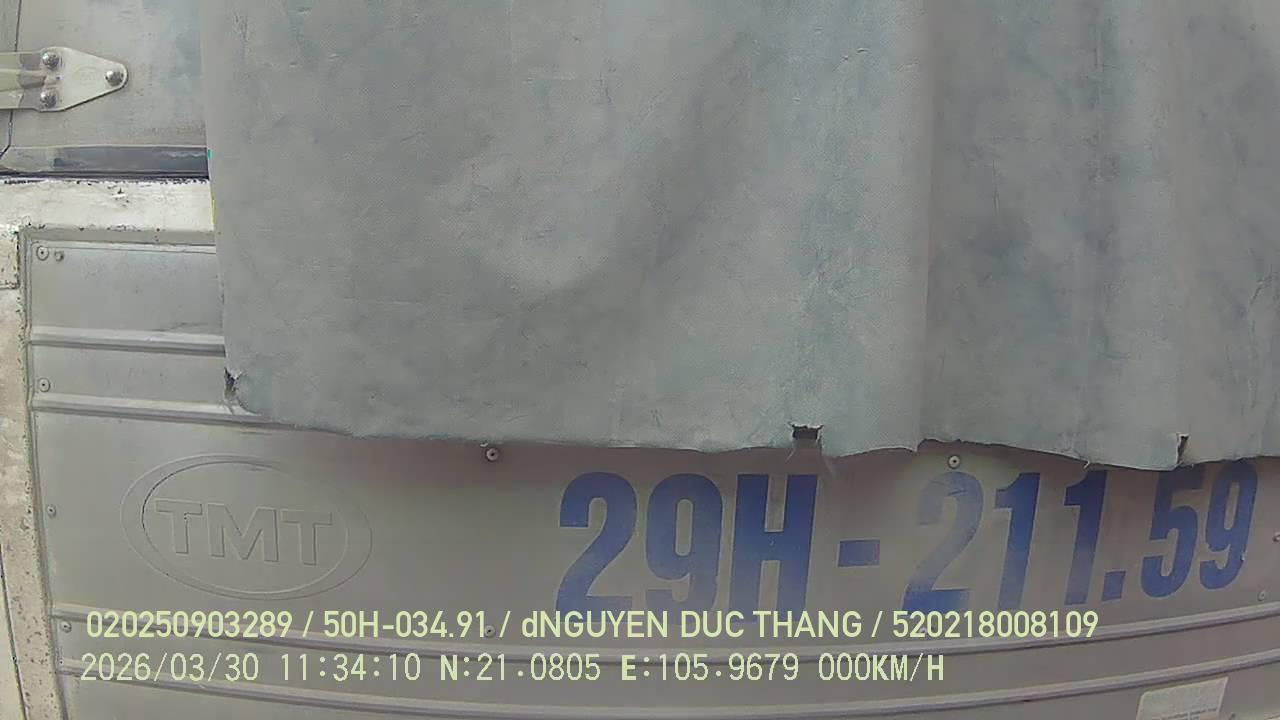 TMT
29H-211.59
020250903289 / 50H-034.91 / dNGUYEN DUC THANG / 520218008109
2026/03/30 11:34:10 N:21.0805 E:105.9679 000KM/H